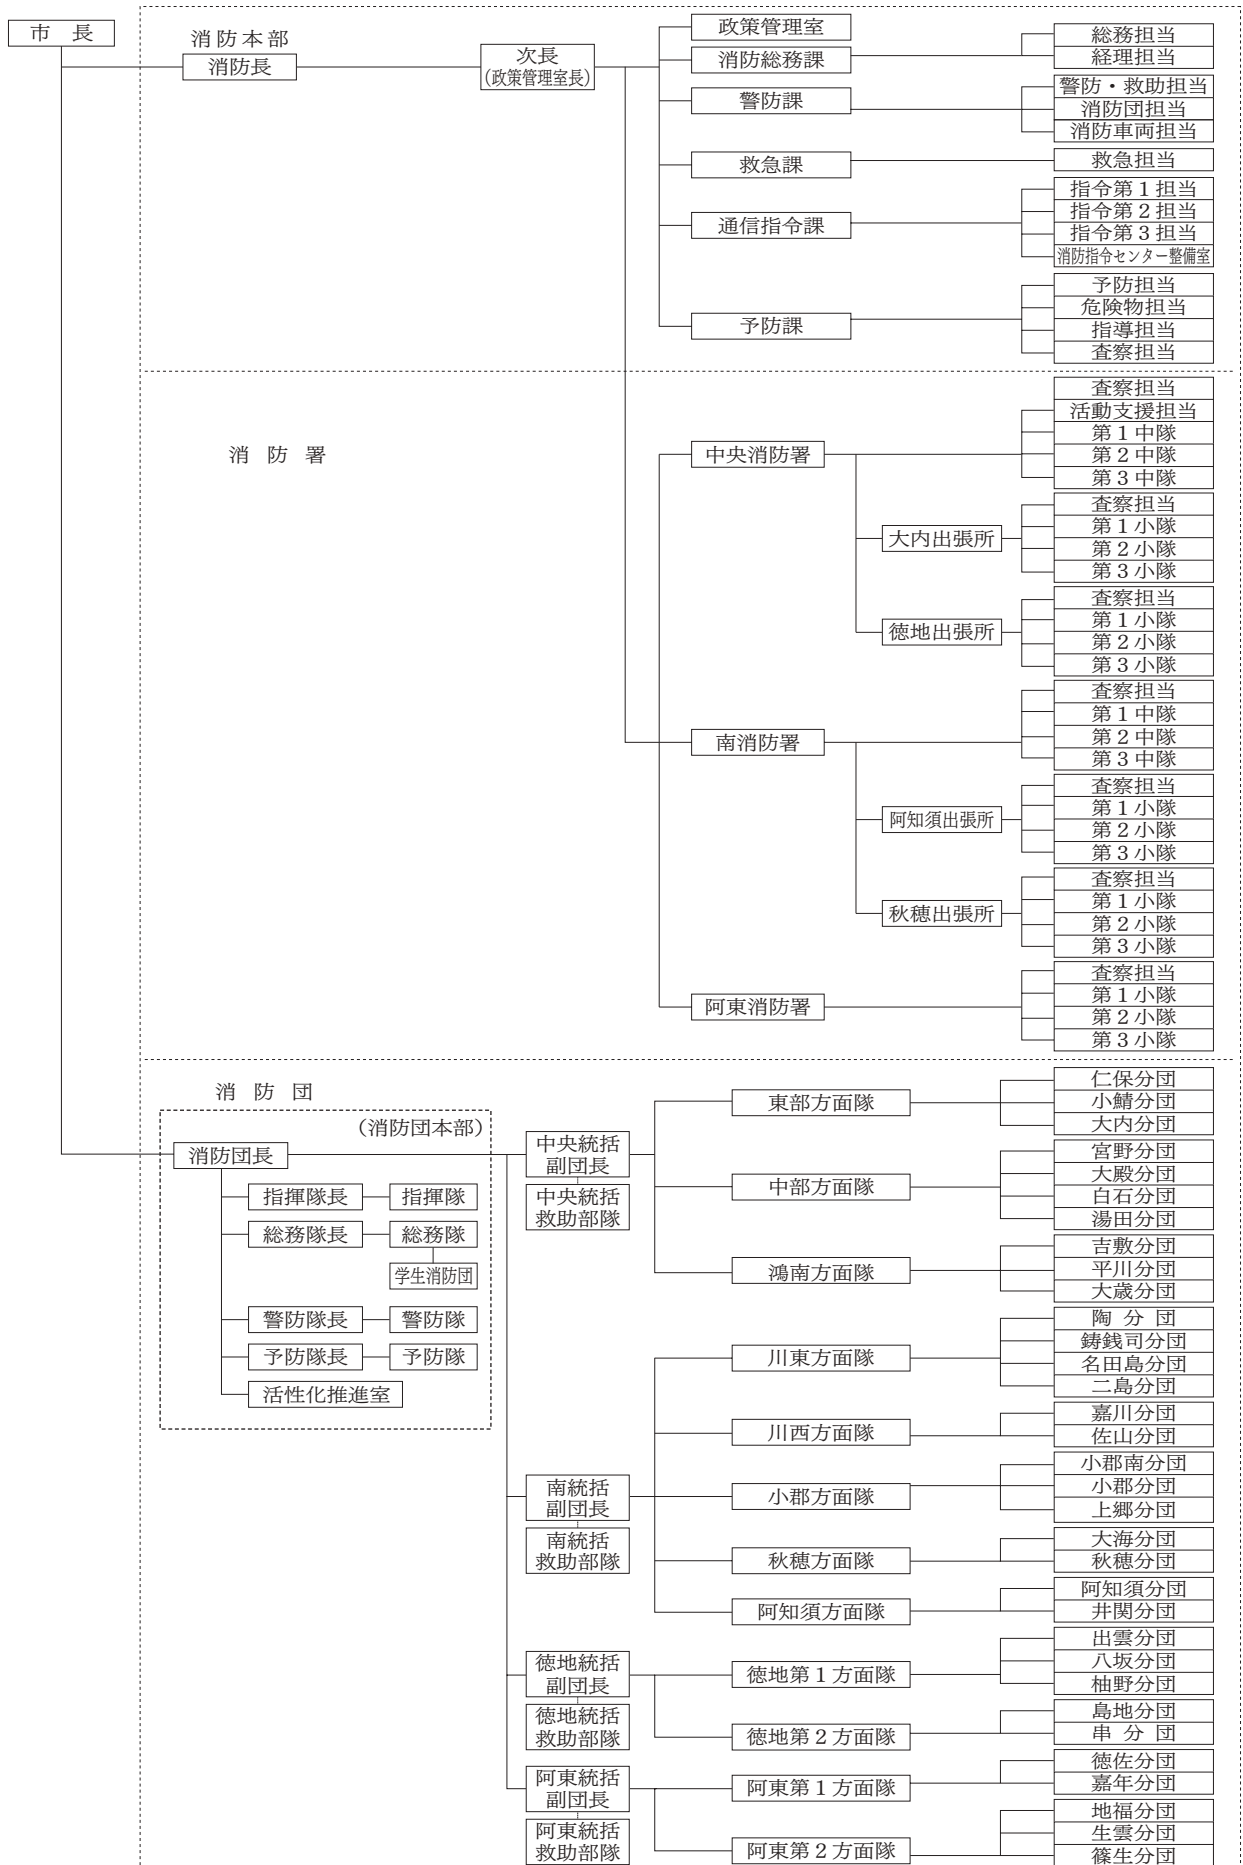 市　長
消防本部
消防長
次長
（政策管理室長）
政策管理室
消防総務課
総務担当
経理担当
警防課
警防・救助担当
消防団担当
消防車両担当
救急課
救急担当
通信指令課
指令第１担当
指令第２担当
指令第３担当
消防指令センター整備室
予防課
予防担当
危険物担当
指導担当
査察担当
消　防　署
中央消防署
査察担当
活動支援担当
第１中隊
第２中隊
第３中隊
大内出張所
査察担当
第１小隊
第２小隊
第３小隊
徳地出張所
査察担当
第１小隊
第２小隊
第３小隊
南消防署
査察担当
第１中隊
第２中隊
第３中隊
阿知須出張所
査察担当
第１小隊
第２小隊
第３小隊
秋穂出張所
査察担当
第１小隊
第２小隊
第３小隊
阿東消防署
査察担当
第１小隊
第２小隊
第３小隊
消　防　団
（消防団本部）
消防団長
指揮隊長
指揮隊
総務隊長
総務隊
学生消防団
警防隊長
警防隊
予防隊長
予防隊
活性化推進室
中央統括
副団長
中央統括
救助部隊
東部方面隊
仁保分団
小鯖分団
大内分団
中部方面隊
宮野分団
大殿分団
白石分団
湯田分団
鴻南方面隊
吉敷分団
平川分団
大歳分団
南統括
副団長
南統括
救助部隊
川東方面隊
陶 分 団
鋳銭司分団
名田島分団
二島分団
川西方面隊
嘉川分団
佐山分団
小郡方面隊
小郡南分団
小郡分団
上郷分団
秋穂方面隊
大海分団
秋穂分団
阿知須方面隊
阿知須分団
井関分団
徳地統括
副団長
徳地統括
救助部隊
徳地第１方面隊
出雲分団
八坂分団
柚野分団
徳地第２方面隊
島地分団
串 分 団
阿東統括
副団長
阿東統括
救助部隊
阿東第１方面隊
徳佐分団
嘉年分団
阿東第２方面隊
地福分団
生雲分団
篠生分団